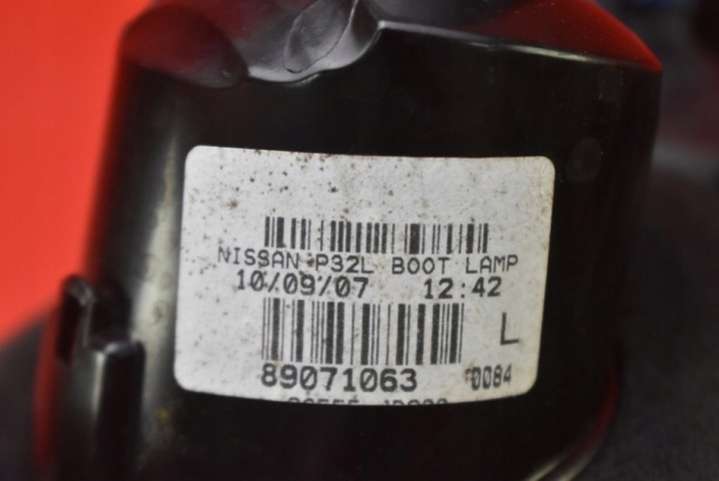 NISSAN P32L BOOT LAMP
10/09/07 12:42
L
89071063 0084